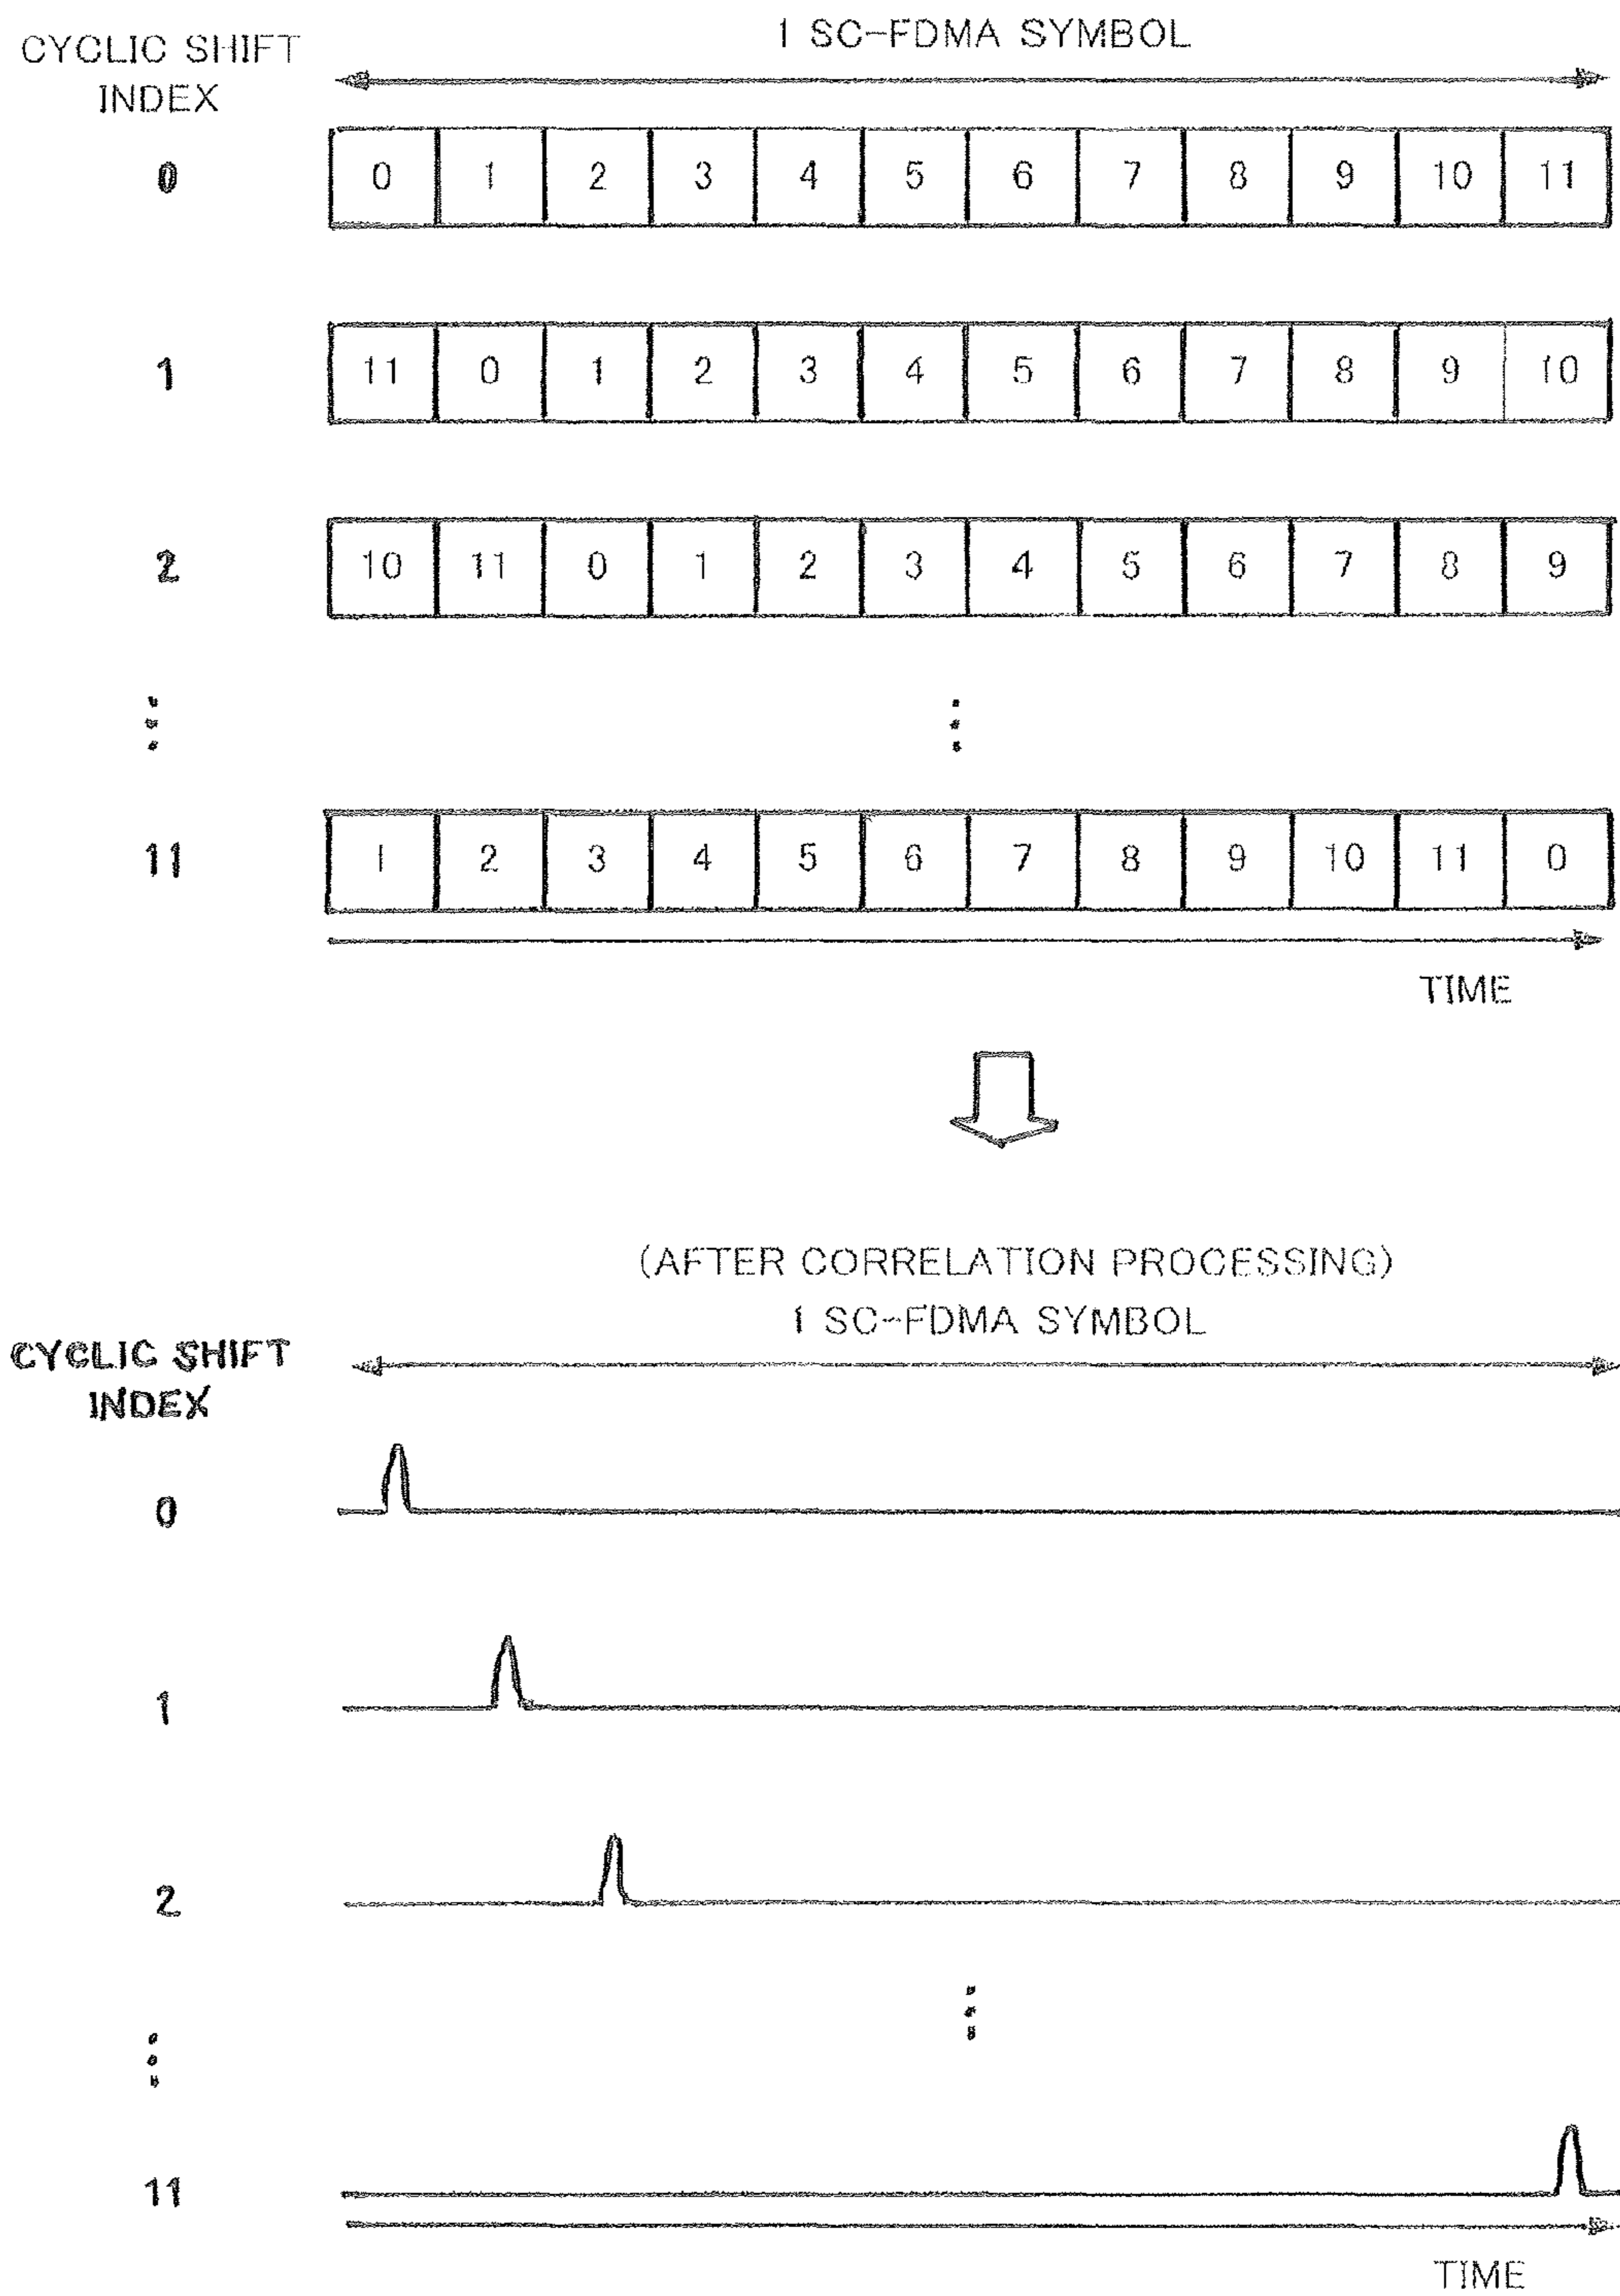 1 SC-FDMA SYMBOL
CYCLIC SHIFT
INDEX
0 0 1 2 3 4 5 6 7 8 9 10 11
1 11 0 1 2 3 4 5 6 7 8 9 10
2 10 11 0 1 2 3 4 5 6 7 8 9
11 1 2 3 4 5 6 7 8 9 10 11 0
TIME
(AFTER CORRELATION PROCESSING)
1 SC-FDMA SYMBOL
CYCLIC SHIFT
INDEX
0
1
2
11
TIME